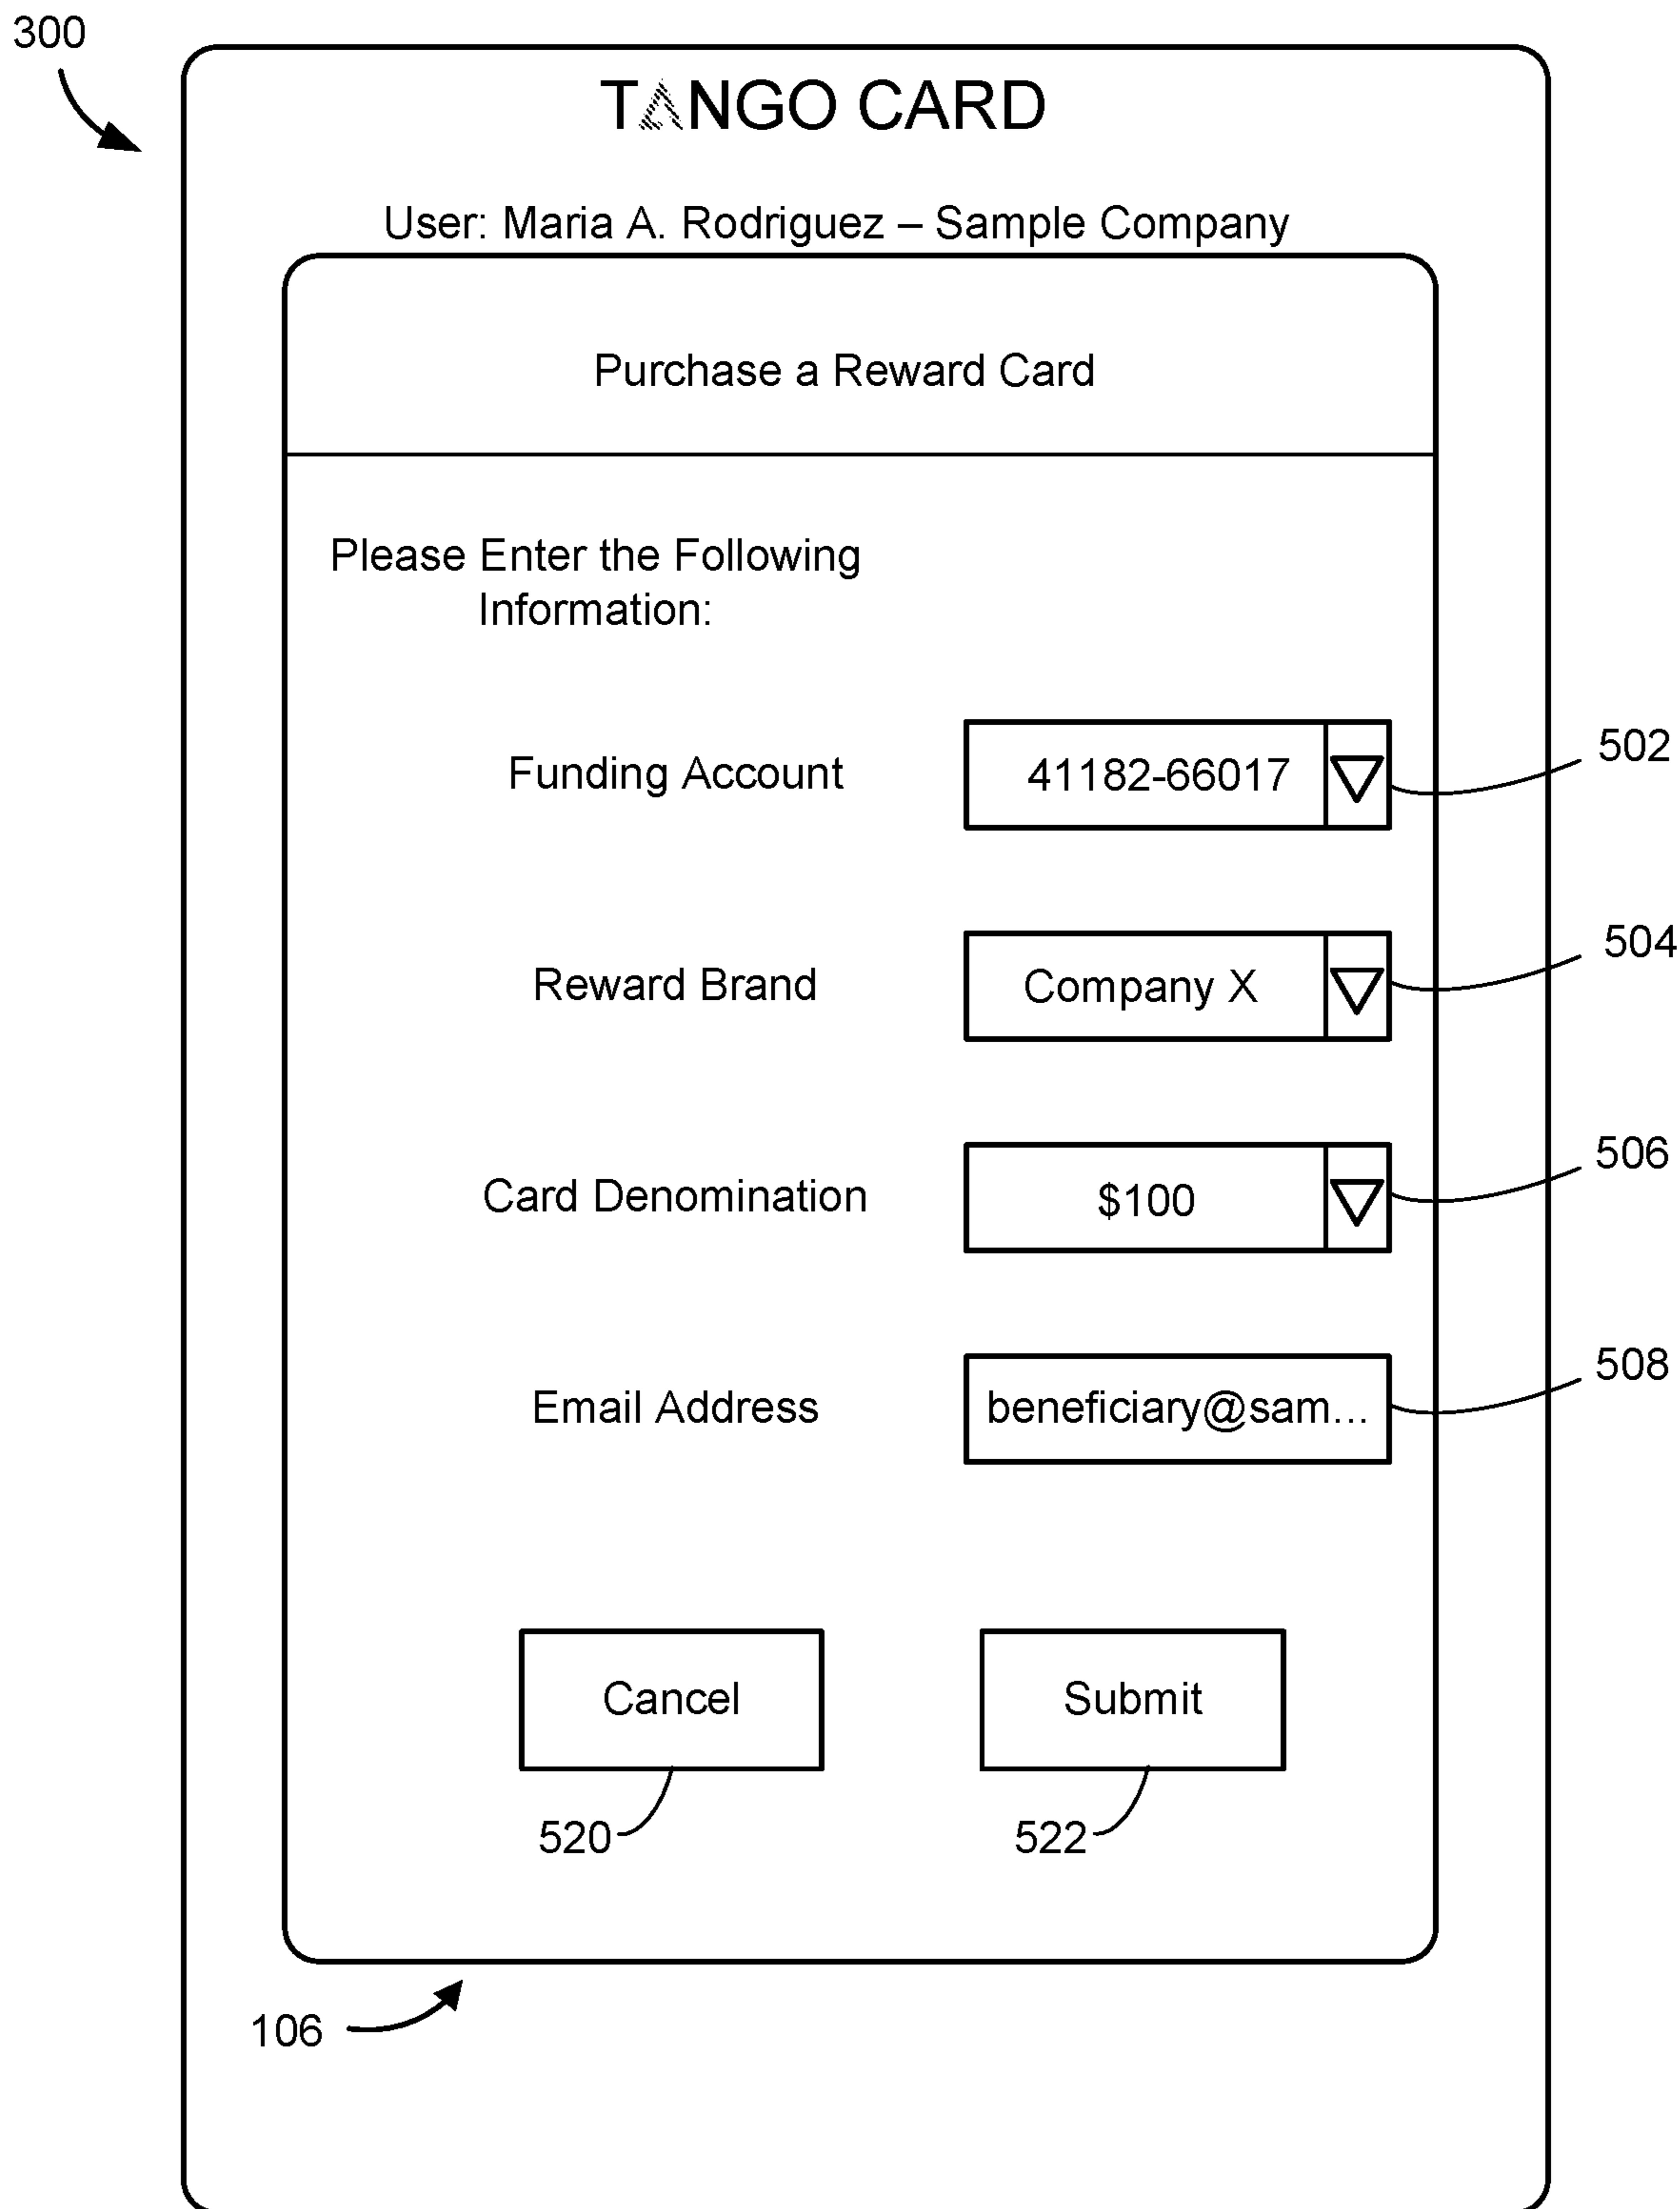 300
TANGO CARD
User: Maria A. Rodriguez – Sample Company
Purchase a Reward Card
Please Enter the Following
Information:
Funding Account 41182-66017 502
Reward Brand Company X 504
Card Denomination $100 506
Email Address beneficiary@sam... 508
Cancel Submit
520 522
106